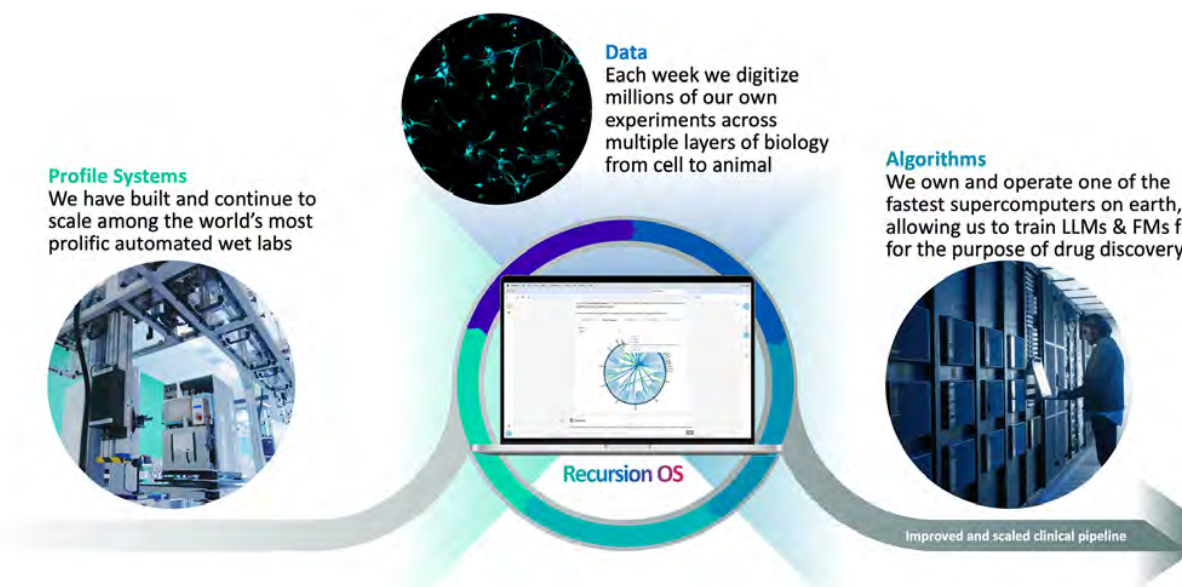 Data
Each week we digitize
millions of our own
experiments across
multiple layers of biology
from cell to animal
Profile Systems
We have built and continue to
scale among the world's most
prolific automated wet labs
Algorithms
We own and operate one of the
fastest supercomputers on earth,
allowing us to train LLMs & FMs f
for the purpose of drug discovery
Recursion OS
Improved and scaled clinical pipeline